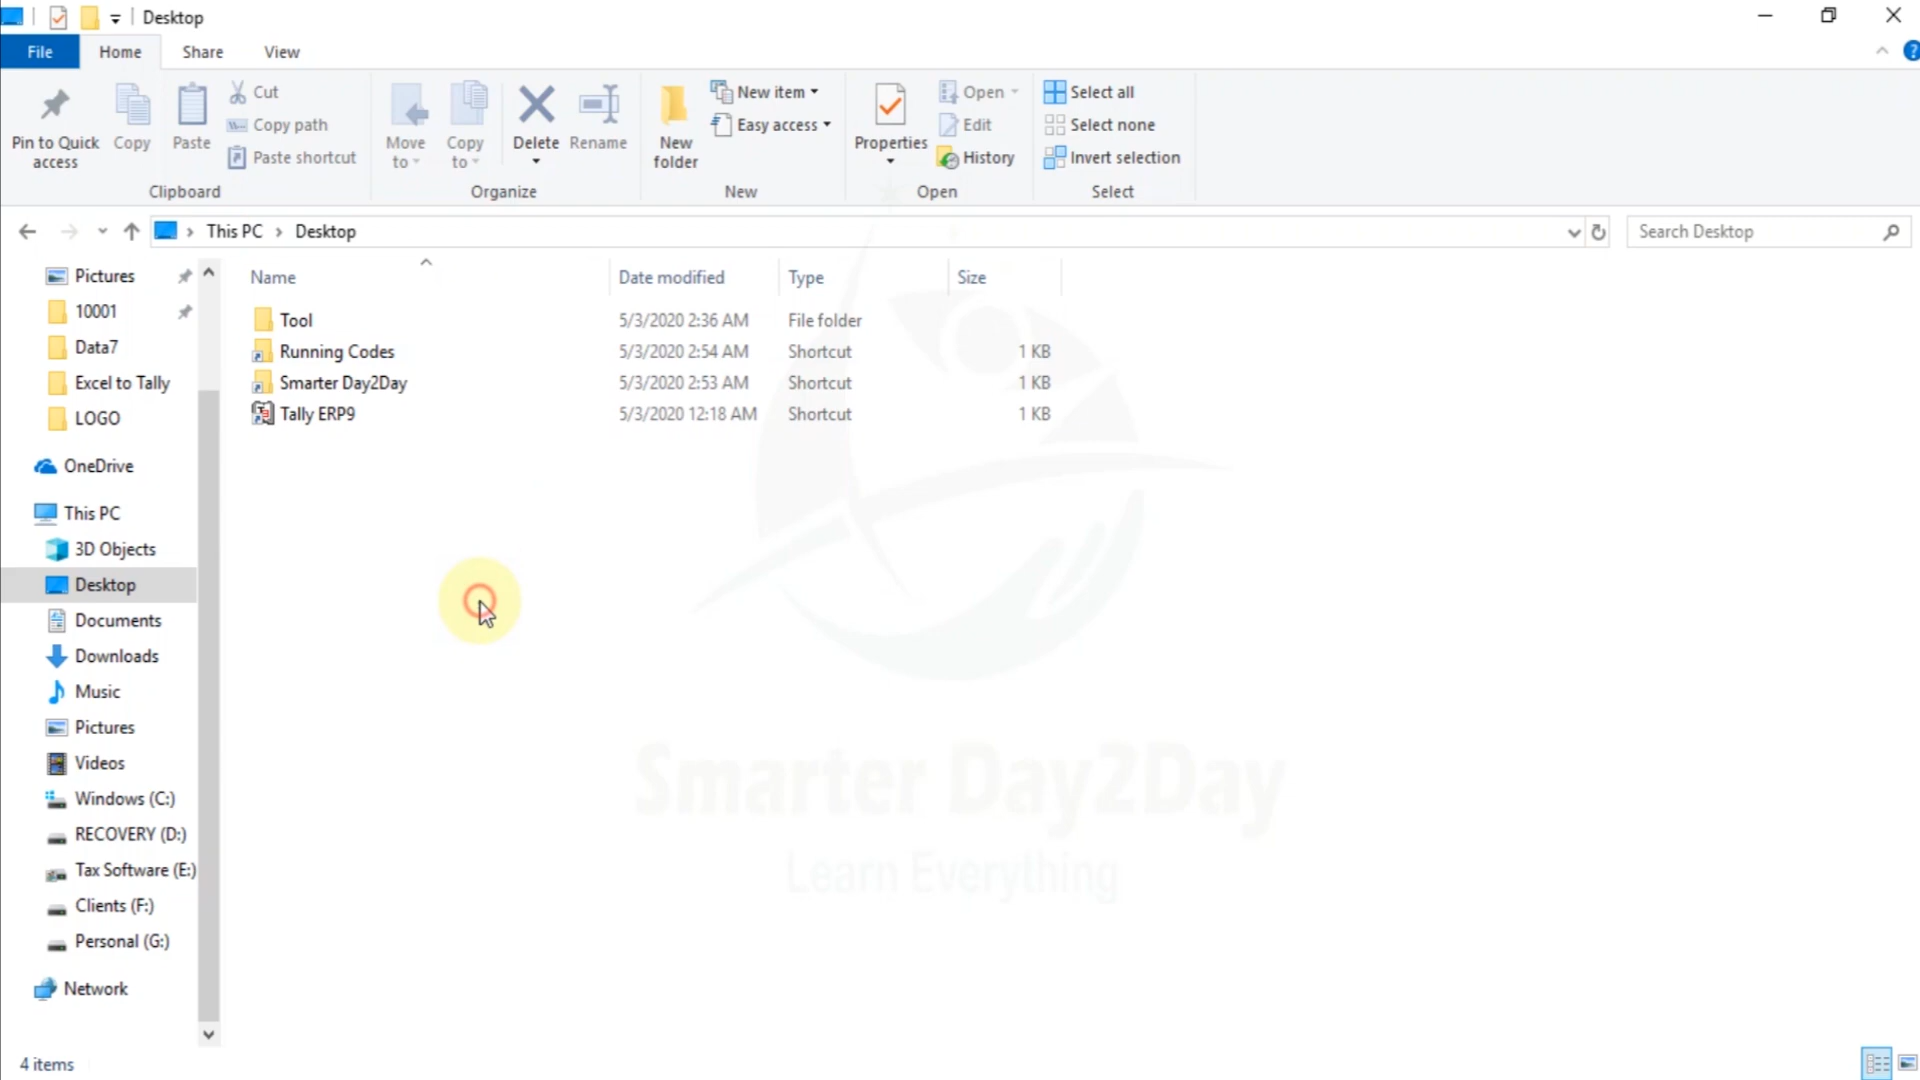 Desktop
File Home Share View
Pin to Quick access
Copy
Paste
Cut
Copy path
Paste shortcut
Clipboard
Move to
Copy to
Delete
Rename
Organize
New folder
New item
Easy access
New
Properties
Open
Edit
History
Open
Select all
Select none
Invert selection
Select
This PC › Desktop
Search Desktop
Pictures
10001
Data7
Excel to Tally
LOGO
OneDrive
This PC
3D Objects
Desktop
Documents
Downloads
Music
Pictures
Videos
Windows (C:)
RECOVERY (D:)
Tax Software (E:)
Clients (F:)
Personal (G:)
Network
Name Date modified Type Size
Tool 5/3/2020 2:36 AM File folder
Running Codes 5/3/2020 2:54 AM Shortcut 1 KB
Smarter Day2Day 5/3/2020 2:53 AM Shortcut 1 KB
Tally ERP9 5/3/2020 12:18 AM Shortcut 1 KB
Smarter Day2Day
Learn Everything
4 items